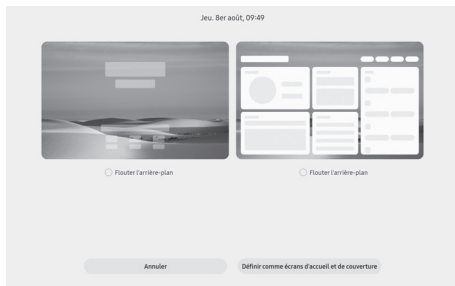 Jeu. 8er août, 09:49
Flouter l'arrière-plan
Flouter l'arrière-plan
Annuler
Définir comme écrans d'accueil et de couverture